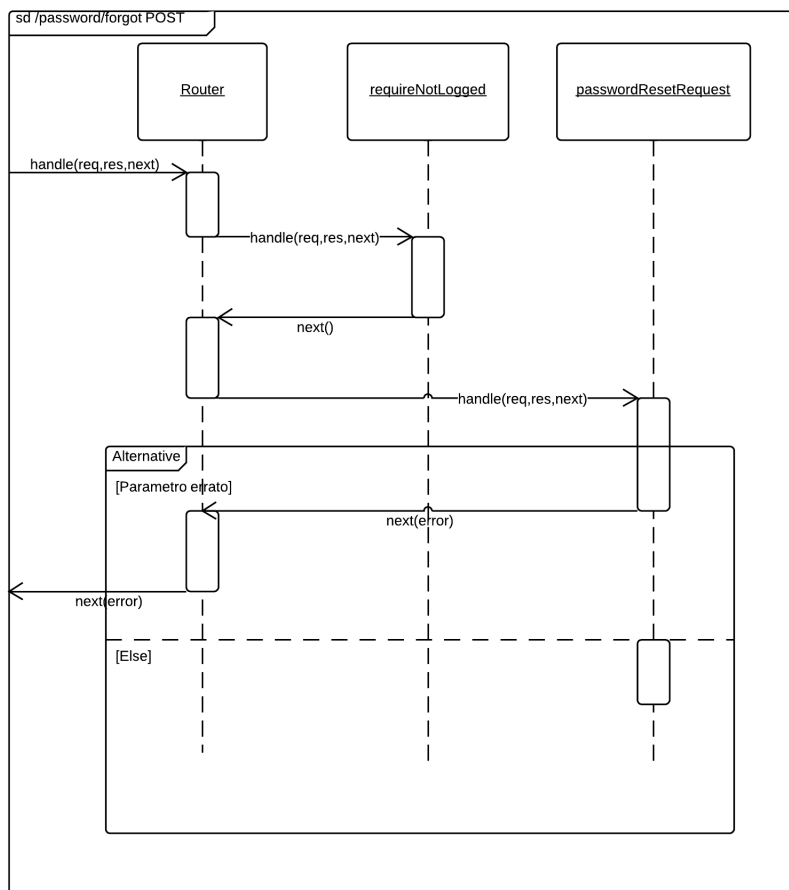 sd /password/forgot POST
Router
requireNotLogged
passwordResetRequest
handle(req,res,next)
handle(req,res,next)
next()
handle(req,res,next)
Alternative
[Parametro errato]
next(error)
next(error)
[Else]